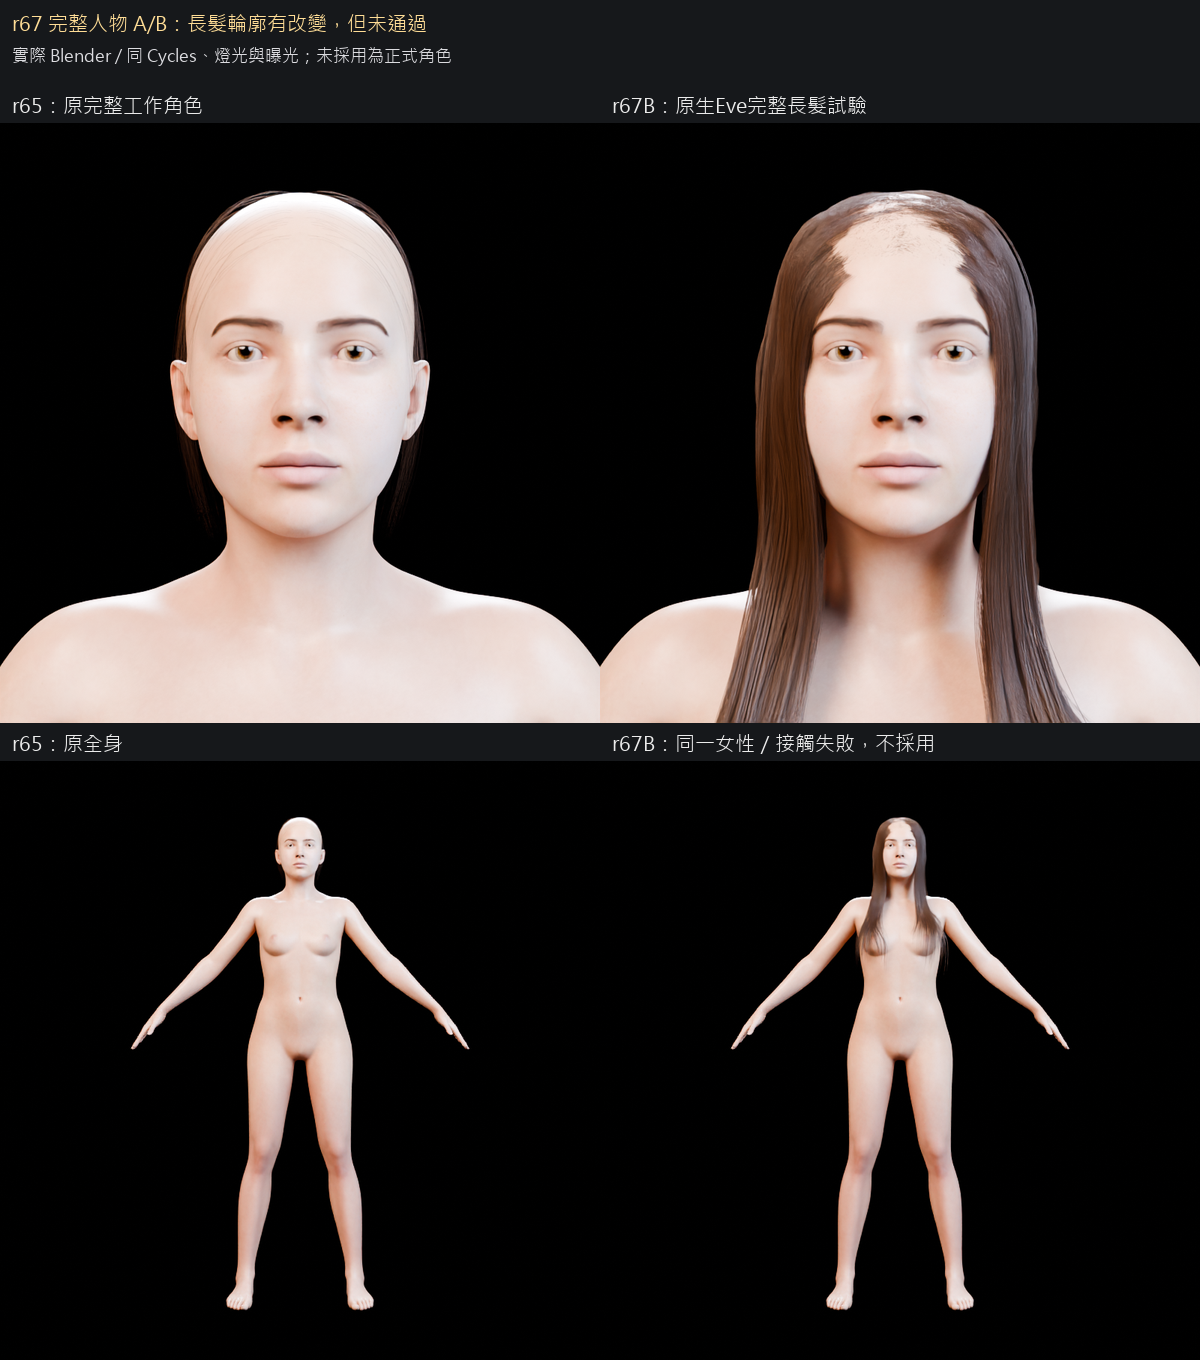 r67 完整人物 A/B：長髮輪廓有改變，但未通過
實際 Blender / 同 Cycles、燈光與曝光；未採用為正式角色
r65：原完整工作角色
r67B：原生Eve完整長髮試驗
r65：原全身
r67B：同一女性 / 接觸失敗，不採用